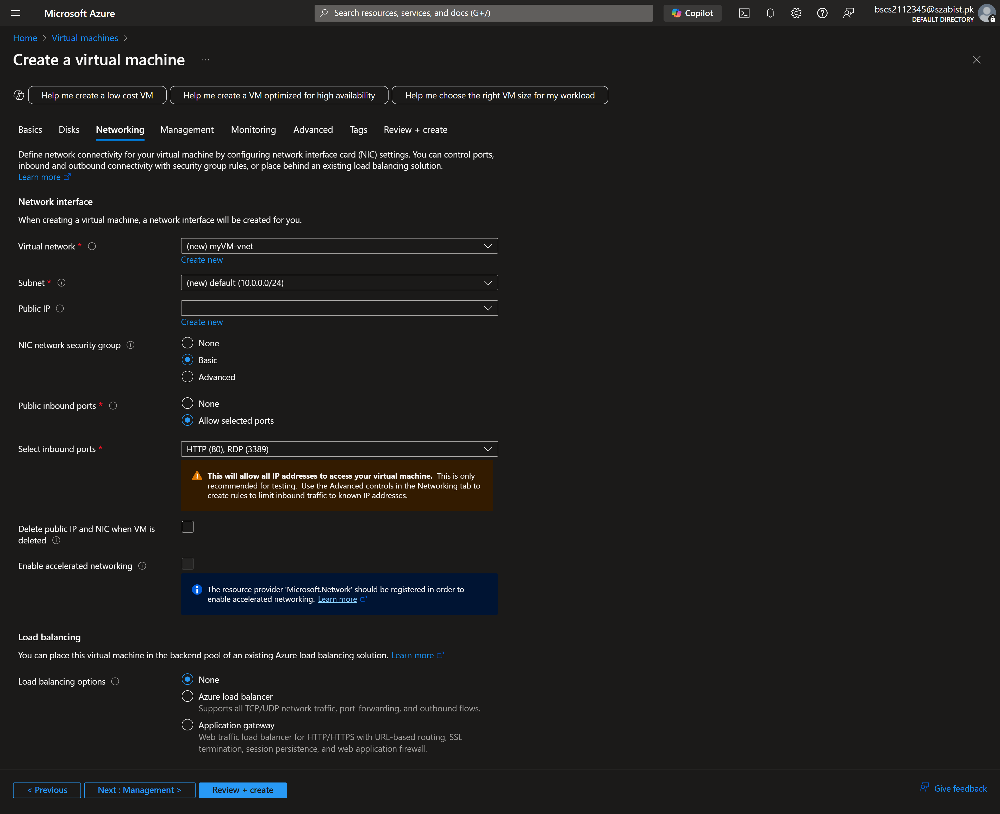 Microsoft Azure
Search resources, services, and docs (G+/)
Copilot
bscs2112345@szabist.pk
DEFAULT DIRECTORY
Home > Virtual machines >
Create a virtual machine ...
Help me create a low cost VM
Help me create a VM optimized for high availability
Help me choose the right VM size for my workload
Basics Disks Networking Management Monitoring Advanced Tags Review + create
Define network connectivity for your virtual machine by configuring network interface card (NIC) settings. You can control ports,
inbound and outbound connectivity with security group rules, or place behind an existing load balancing solution.
Learn more
Network interface
When creating a virtual machine, a network interface will be created for you.
Virtual network *
(new) myVM-vnet
Create new
Subnet *
(new) default (10.0.0.0/24)
Public IP
Create new
NIC network security group
None
Basic
Advanced
Public inbound ports *
None
Allow selected ports
Select inbound ports *
HTTP (80), RDP (3389)
This will allow all IP addresses to access your virtual machine. This is only
recommended for testing. Use the Advanced controls in the Networking tab to
create rules to limit inbound traffic to known IP addresses.
Delete public IP and NIC when VM is
deleted
Enable accelerated networking
The resource provider 'Microsoft.Network' should be registered in order to
enable accelerated networking. Learn more
Load balancing
You can place this virtual machine in the backend pool of an existing Azure load balancing solution. Learn more
Load balancing options
None
Azure load balancer
Supports all TCP/UDP network traffic, port-forwarding, and outbound flows.
Application gateway
Web traffic load balancer for HTTP/HTTPS with URL-based routing, SSL
termination, session persistence, and web application firewall.
< Previous
Next : Management >
Review + create
Give feedback